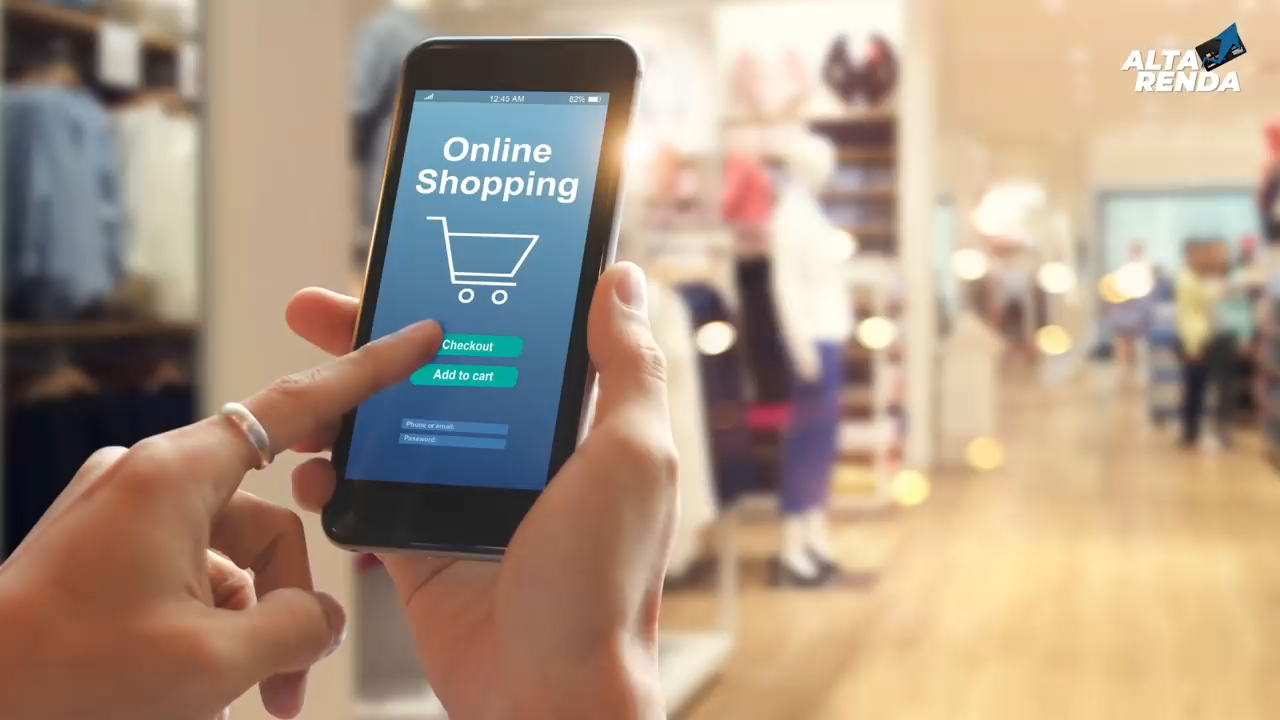 ALTA
RENDA
12:45 AM
82%
Online
Shopping
Checkout
Add to cart
Phone or email:
Password: